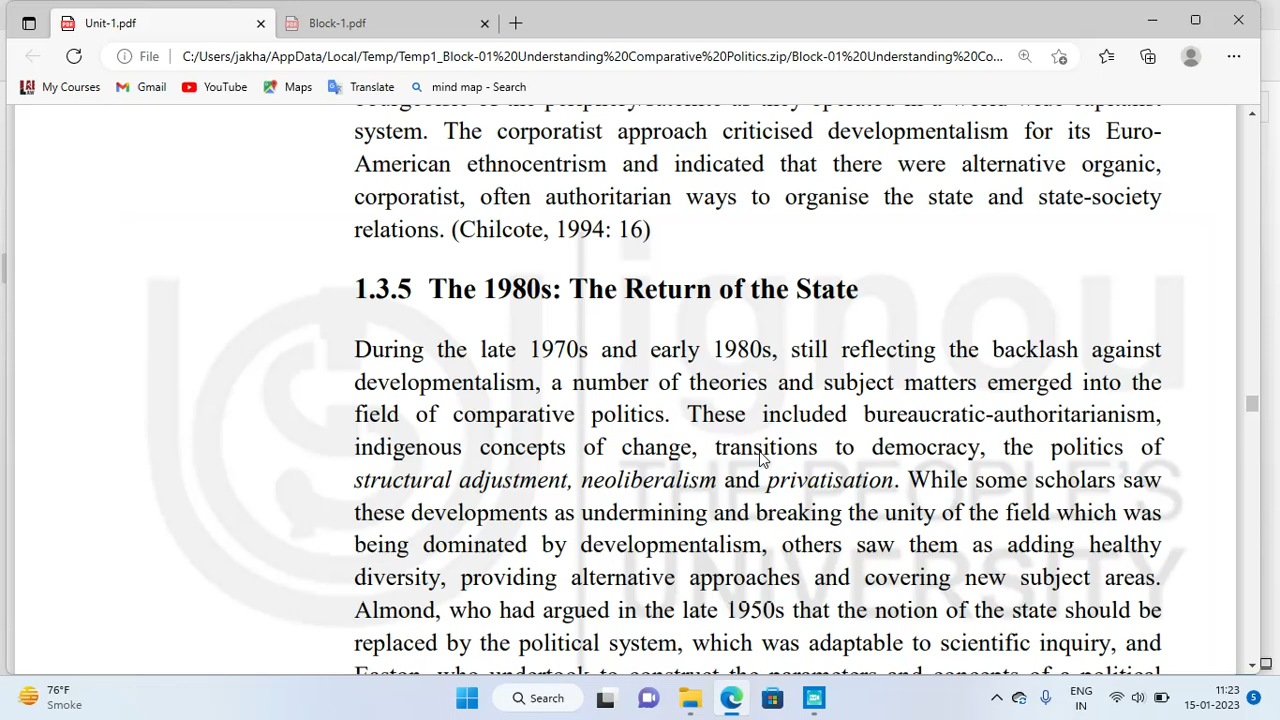 Unit-1.pdf
Block-1.pdf
File
C:/Users/jakha/AppData/Local/Temp/Temp1_Block-01%20Understanding%20Comparative%20Politics.zip/Block-01%20Understanding%20Co...
My Courses
Gmail
YouTube
Maps
Translate
mind map - Search
system. The corporatist approach criticised developmentalism for its Euro-
American ethnocentrism and indicated that there were alternative organic,
corporatist, often authoritarian ways to organise the state and state-society
relations. (Chilcote, 1994: 16)
1.3.5 The 1980s: The Return of the State
During the late 1970s and early 1980s, still reflecting the backlash against
developmentalism, a number of theories and subject matters emerged into the
field of comparative politics. These included bureaucratic-authoritarianism,
indigenous concepts of change, transitions to democracy, the politics of
structural adjustment, neoliberalism and privatisation. While some scholars saw
these developments as undermining and breaking the unity of the field which was
being dominated by developmentalism, others saw them as adding healthy
diversity, providing alternative approaches and covering new subject areas.
Almond, who had argued in the late 1950s that the notion of the state should be
replaced by the political system, which was adaptable to scientific inquiry, and
ignou
THE PEOPLE'S
UNIVERSITY
76°F
Smoke
Search
ENG
IN
11:23
15-01-2023
5